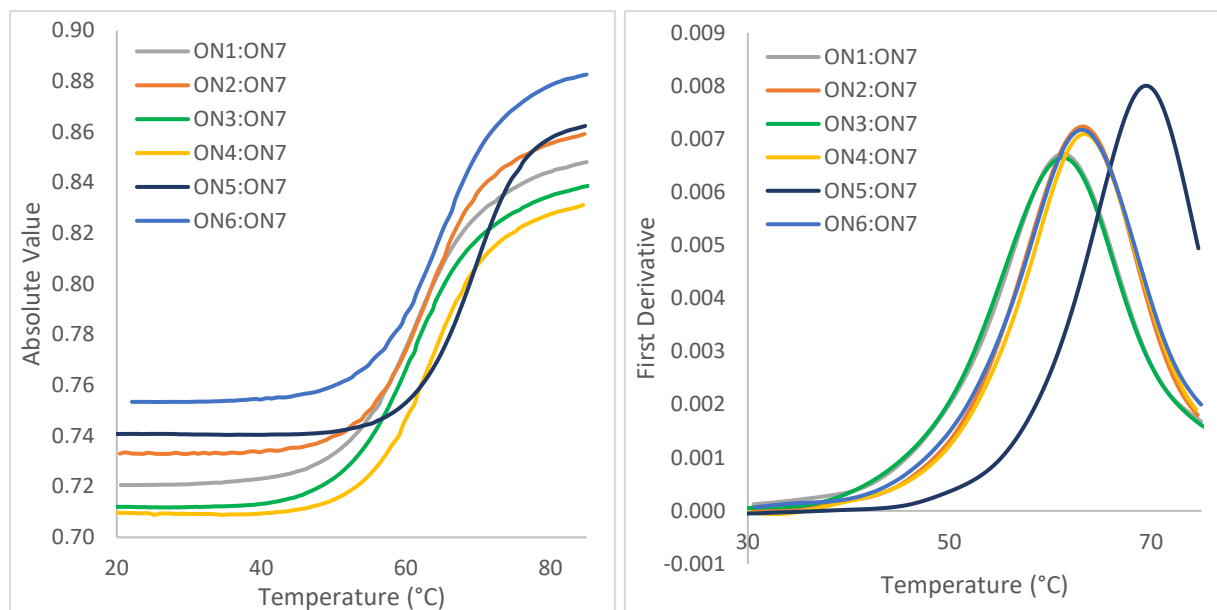 0.90
0.88
0.86
0.84
0.82
0.80
0.78
0.76
0.74
0.72
0.70
Absolute Value
ON1:ON7
ON2:ON7
ON3:ON7
ON4:ON7
ON5:ON7
ON6:ON7
20 40 60 80
Temperature (°C)
0.009
0.008
0.007
0.006
0.005
0.004
0.003
0.002
0.001
0.000
-0.001
First Derivative
ON1:ON7
ON2:ON7
ON3:ON7
ON4:ON7
ON5:ON7
ON6:ON7
30 50 70
Temperature (°C)